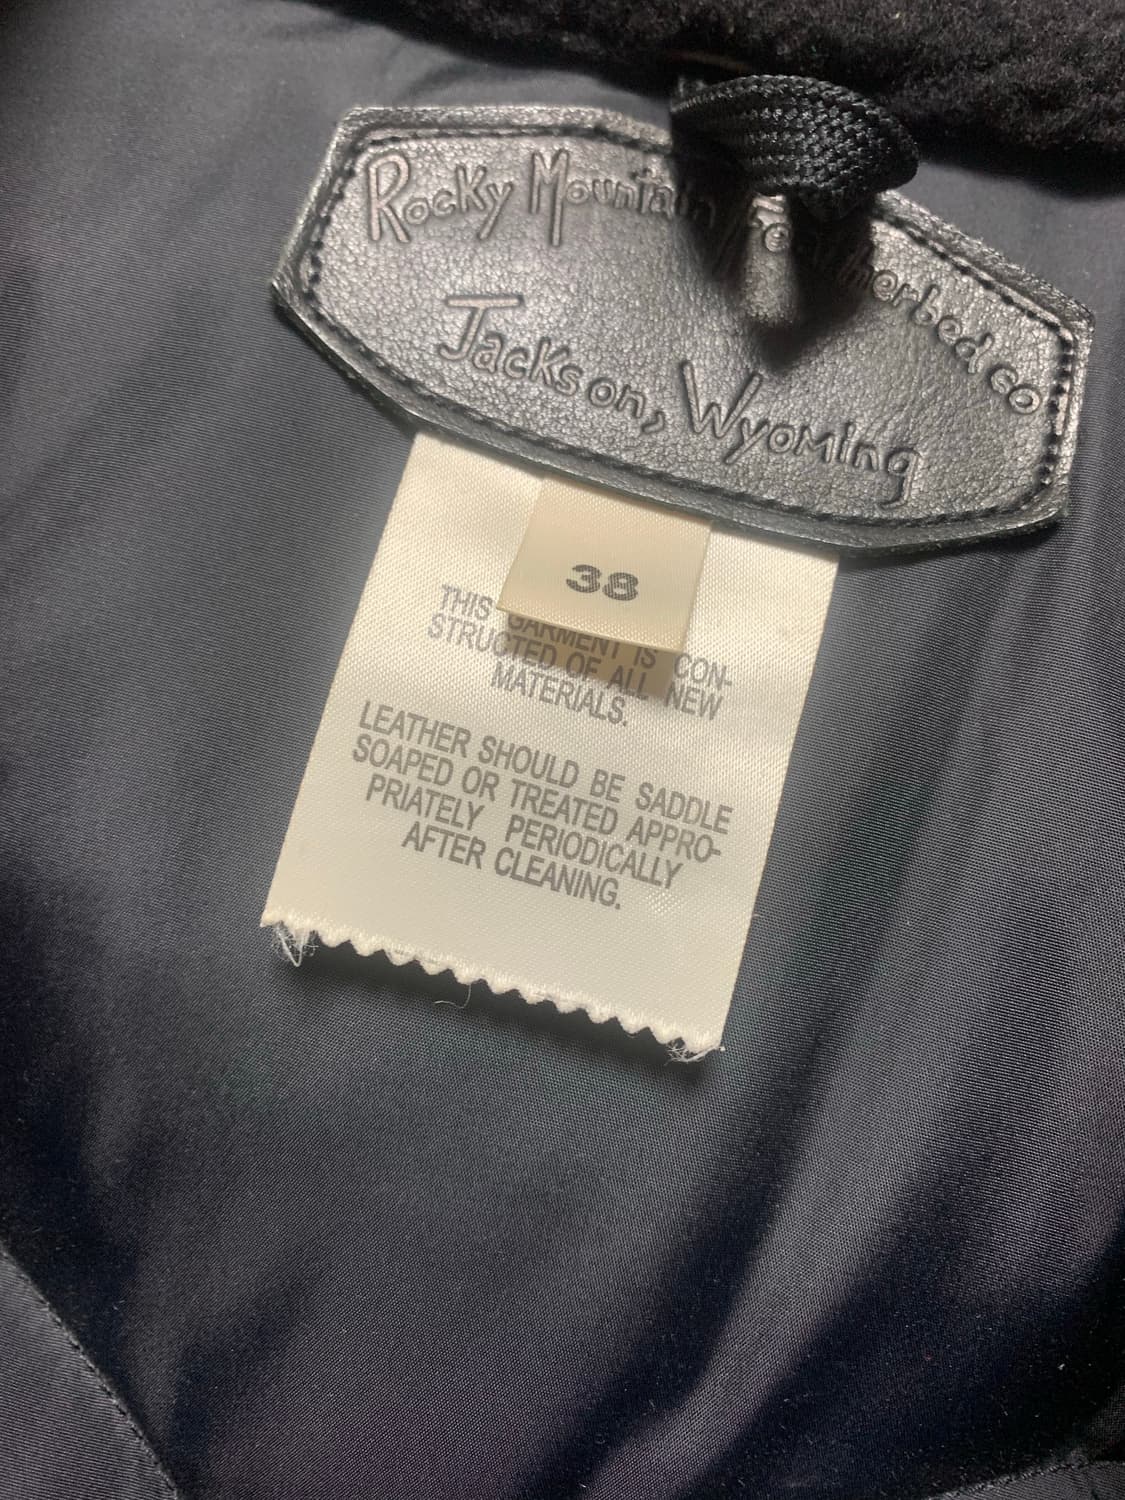 Rocky Mountain Featherbed co
Jackson, Wyoming
38
THIS GARMENT IS CON-
STRUCTED OF ALL NEW
MATERIALS.
LEATHER SHOULD BE SADDLE
SOAPED OR TREATED APPRO-
PRIATELY PERIODICALLY
AFTER CLEANING.